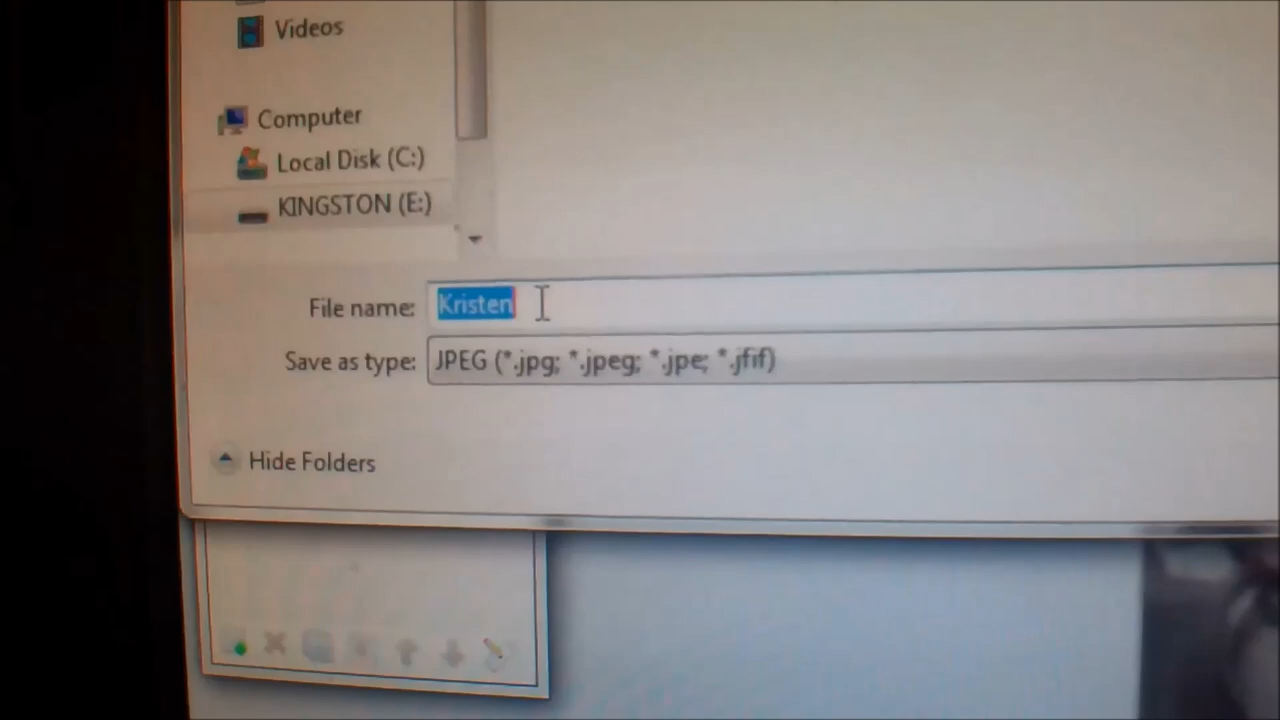 Videos
Computer
Local Disk (C:)
KINGSTON (E:)
File name: Kristen
Save as type: JPEG (*.jpg; *.jpeg; *.jpe; *.jfif)
Hide Folders